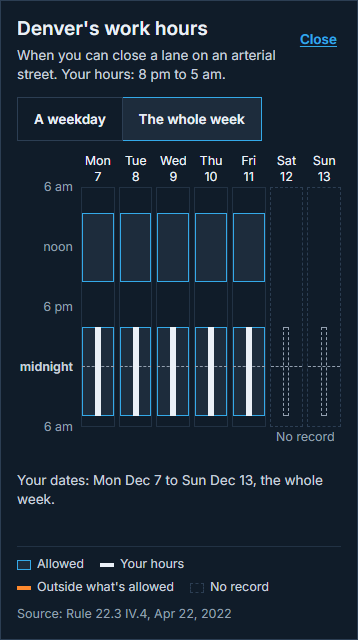 Denver's work hours
Close
When you can close a lane on an arterial
street. Your hours: 8 pm to 5 am.
A weekday
The whole week
Mon Tue Wed Thu Fri Sat Sun
7 8 9 10 11 12 13
6 am
noon
6 pm
midnight
6 am
No record
Your dates: Mon Dec 7 to Sun Dec 13, the whole
week.
Allowed
Your hours
Outside what's allowed
No record
Source: Rule 22.3 IV.4, Apr 22, 2022